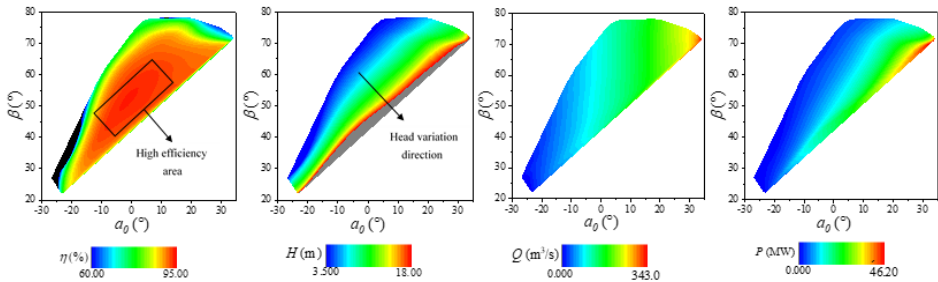 β (°)
80
70
60
50
40
30
20
High efficiency
area
-30 -20 -10 0 10 20 30
a₀ (°)
η (%)
60.00 95.00
β (°)
80
70
60
50
40
30
20
Head variation
direction
-30 -20 -10 0 10 20 30
a₀ (°)
H (m)
3.500 18.00
β (°)
80
70
60
50
40
30
20
-30 -20 -10 0 10 20 30
a₀ (°)
Q (m³/s)
0.000 343.0
β (°)
80
70
60
50
40
30
20
-30 -20 -10 0 10 20 30
a₀ (°)
P (MW)
0.000 46.20